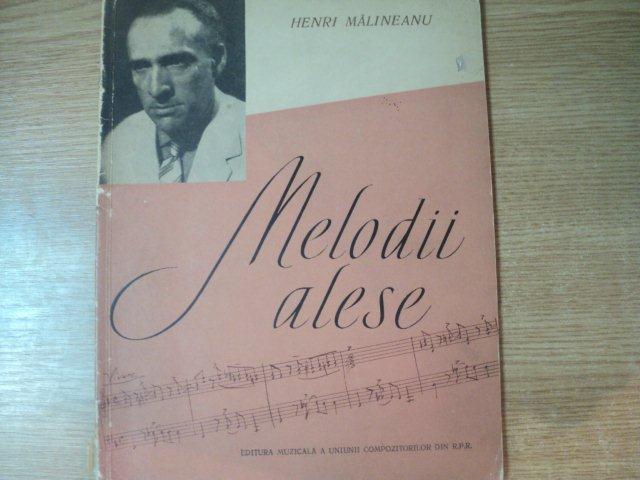 HENRI MĂLINEANU
Melodii
alese
EDITURA MUZICALĂ A UNIUNII COMPOZITORILOR DIN R.P.R.